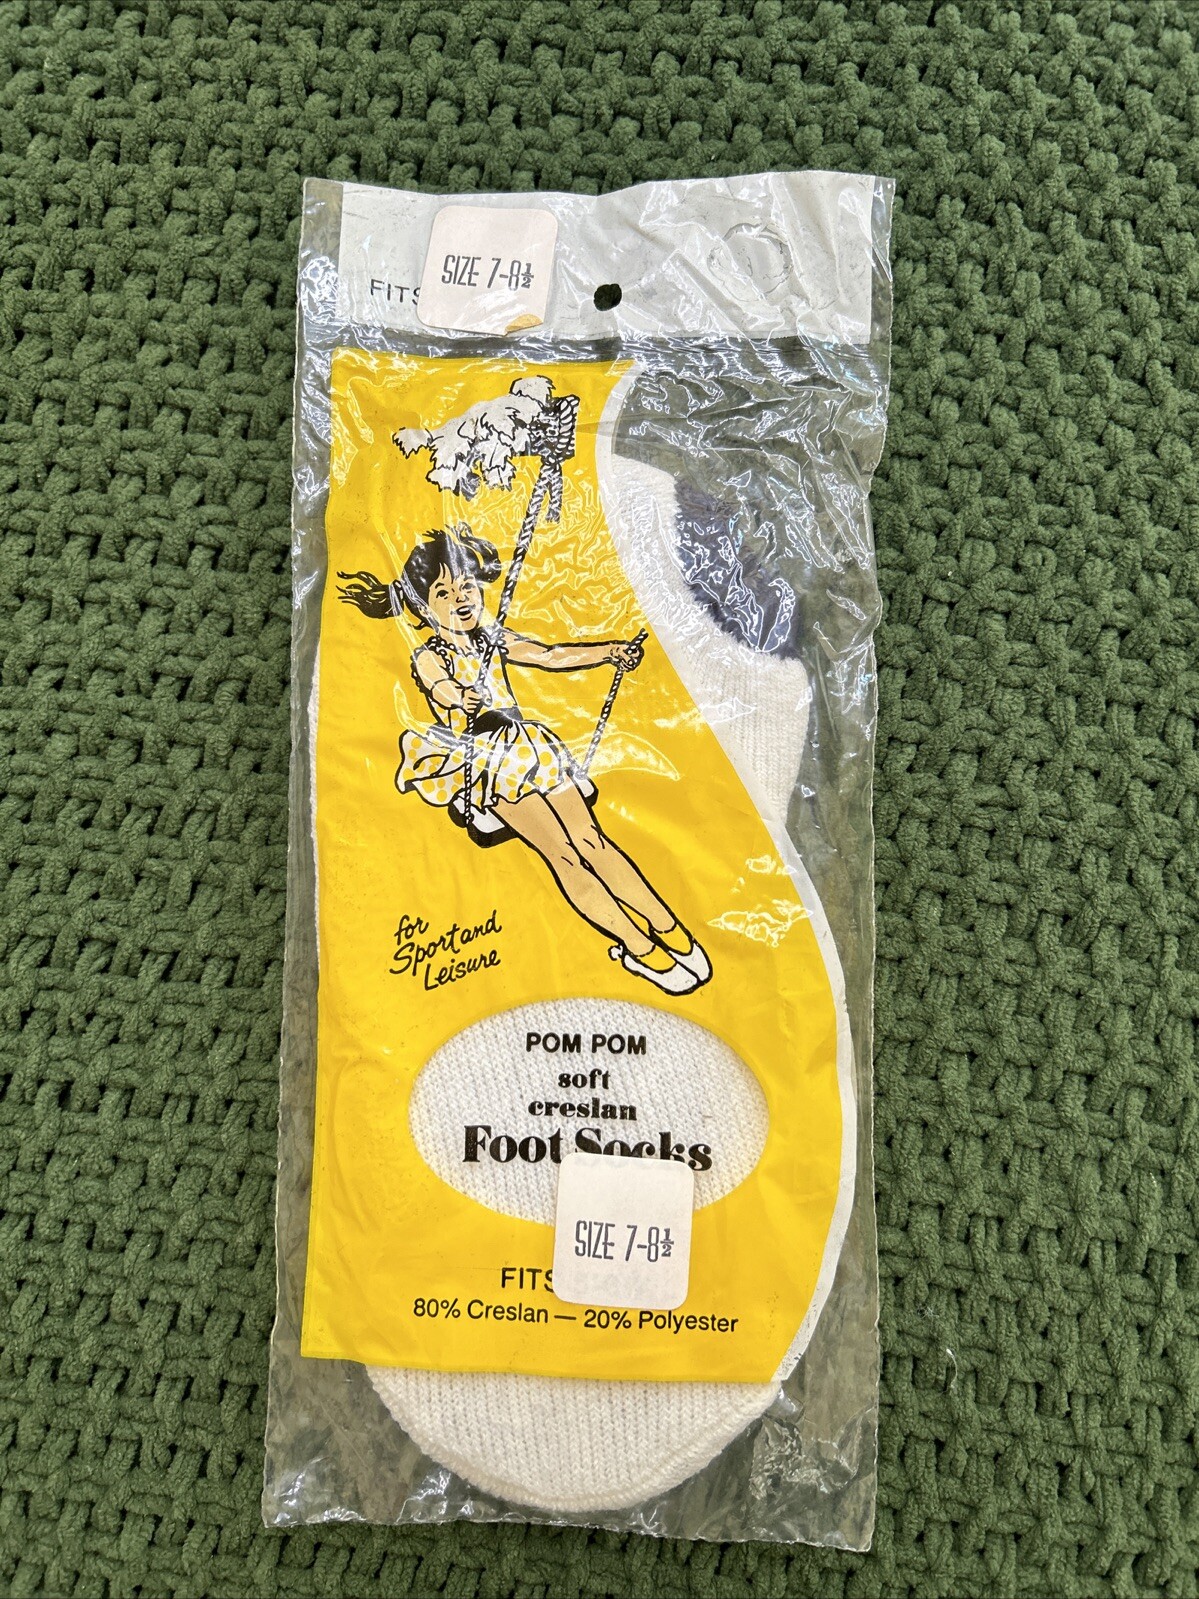 SIZE 7-8½
FITS
for
Sport and
Leisure
POM POM
soft
creslan
Foot Socks
SIZE 7-8½
FITS
80% Creslan — 20% Polyester